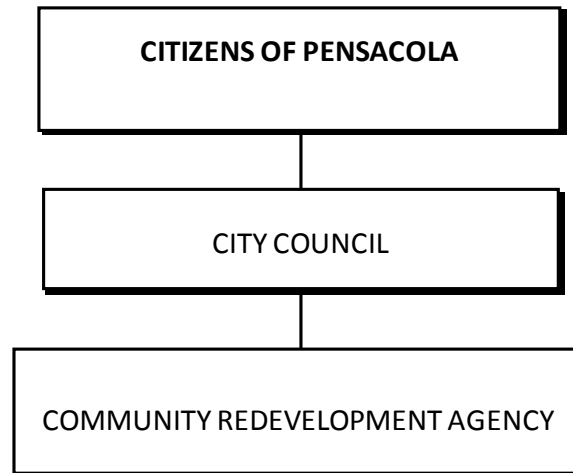 CITIZENS OF PENSACOLA
CITY COUNCIL
COMMUNITY REDEVELOPMENT AGENCY